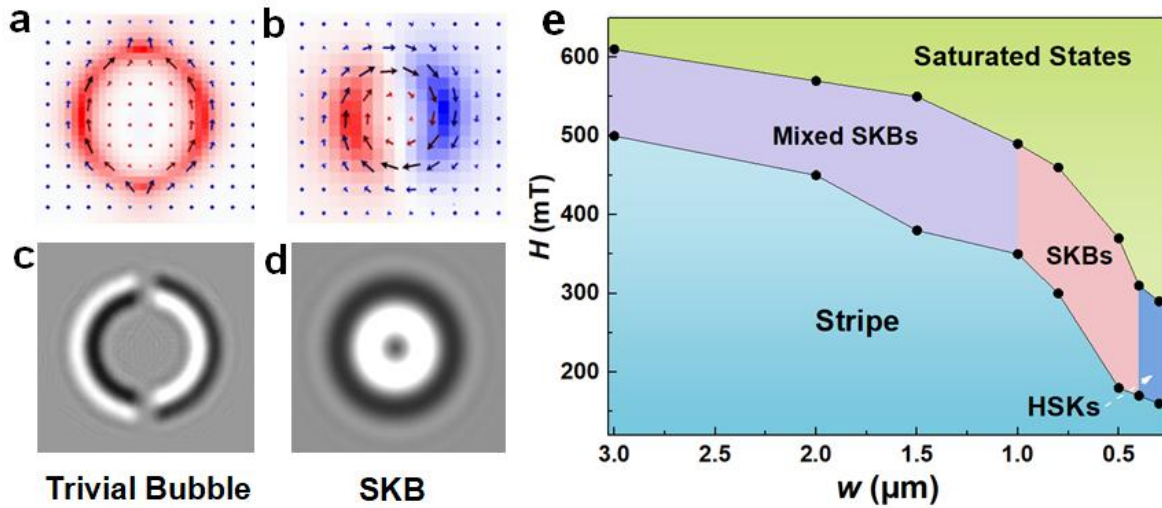 a
b
c
d
Trivial Bubble
SKB
e
Saturated States
Mixed SKBs
SKBs
Stripe
HSKs
H (mT)
600
500
400
300
200
3.0 2.5 2.0 1.5 1.0 0.5
w (μm)